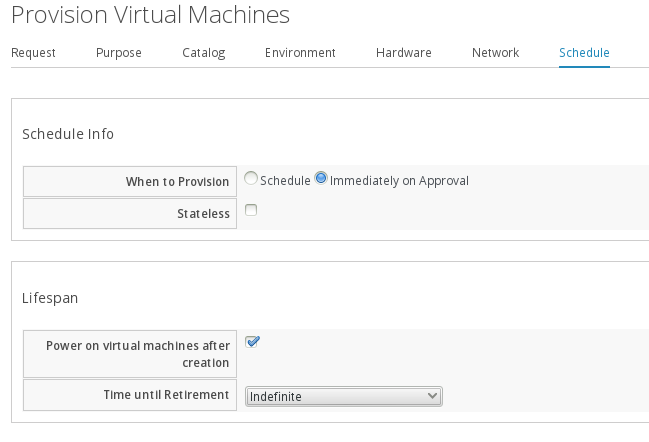 Provision Virtual Machines
Request Purpose Catalog Environment Hardware Network Schedule
Schedule Info
When to Provision Schedule Immediately on Approval
Stateless
Lifespan
Power on virtual machines after
creation
Time until Retirement Indefinite